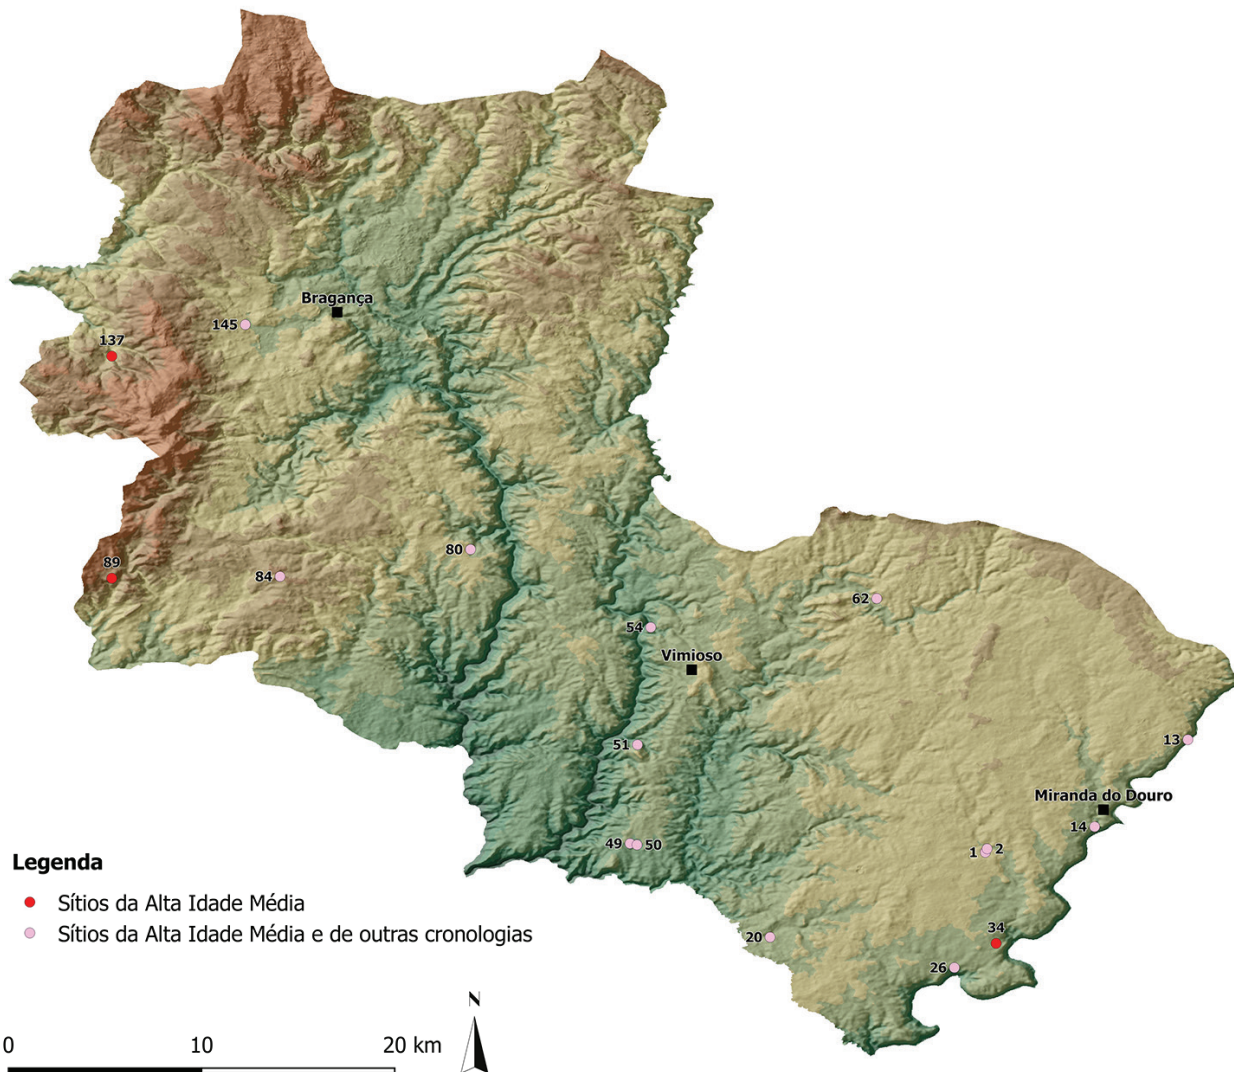 Bragança
145
137
89
84
80
62
54
Vimioso
51
13
Miranda do Douro
14
49
50
1
2
20
34
26
Legenda
Sítios da Alta Idade Média
Sítios da Alta Idade Média e de outras cronologias
N
0 10 20 km